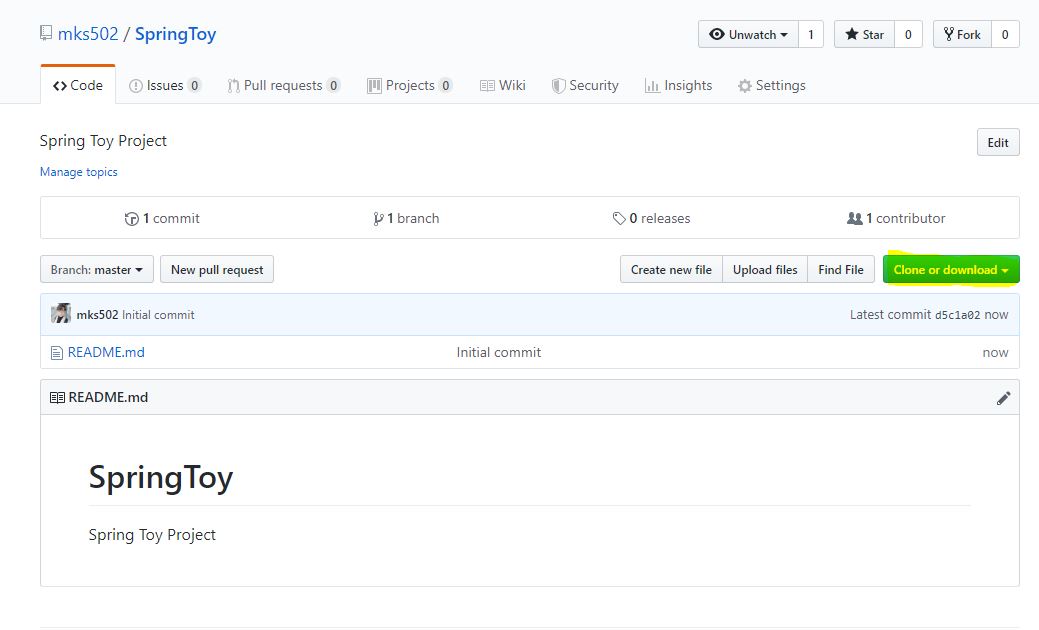 mks502 / SpringToy
Unwatch 1 Star 0 Fork 0
Code Issues 0 Pull requests 0 Projects 0 Wiki Security Insights Settings
Spring Toy Project Edit
Manage topics
1 commit 1 branch 0 releases 1 contributor
Branch: master New pull request Create new file Upload files Find File Clone or download
mks502 Initial commit Latest commit d5c1a02 now
README.md Initial commit now
README.md
SpringToy
Spring Toy Project